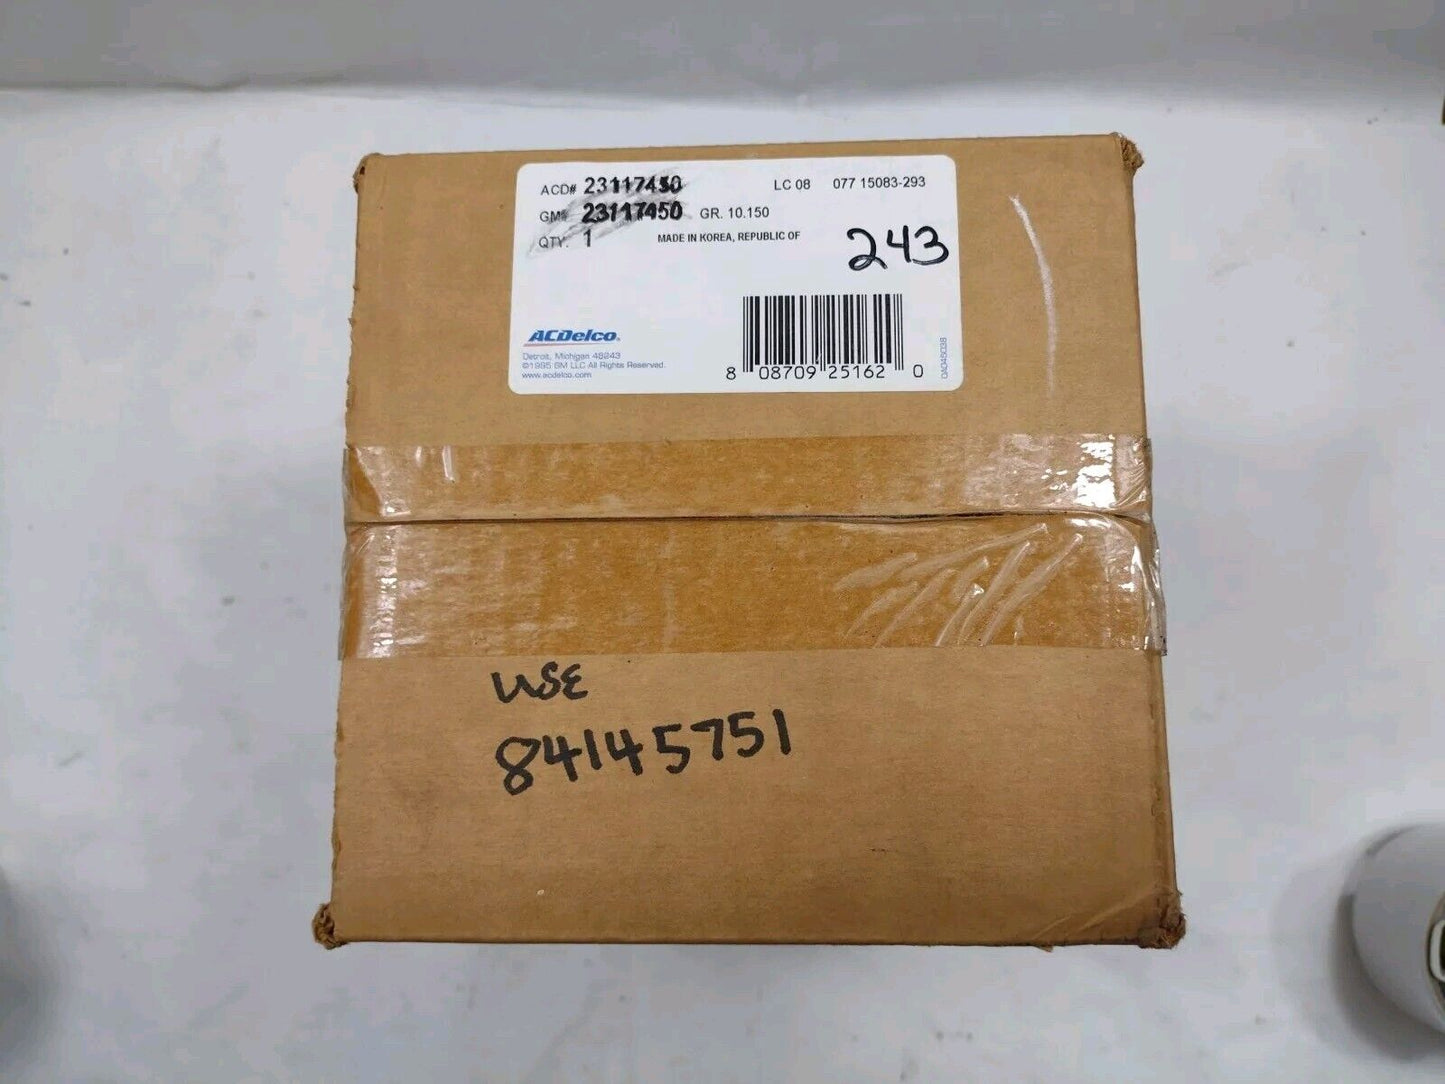 ACD# 23117450 LC 08 077 15083-293
GM# 23117450 GR. 10.150
QTY. 1 MADE IN KOREA, REPUBLIC OF
243
ACDelco®
Detroit, Michigan 48243
©1995 GM LLC All Rights Reserved.
www.acdelco.com
8 08709 25162 0
0A045038
USE
84145751